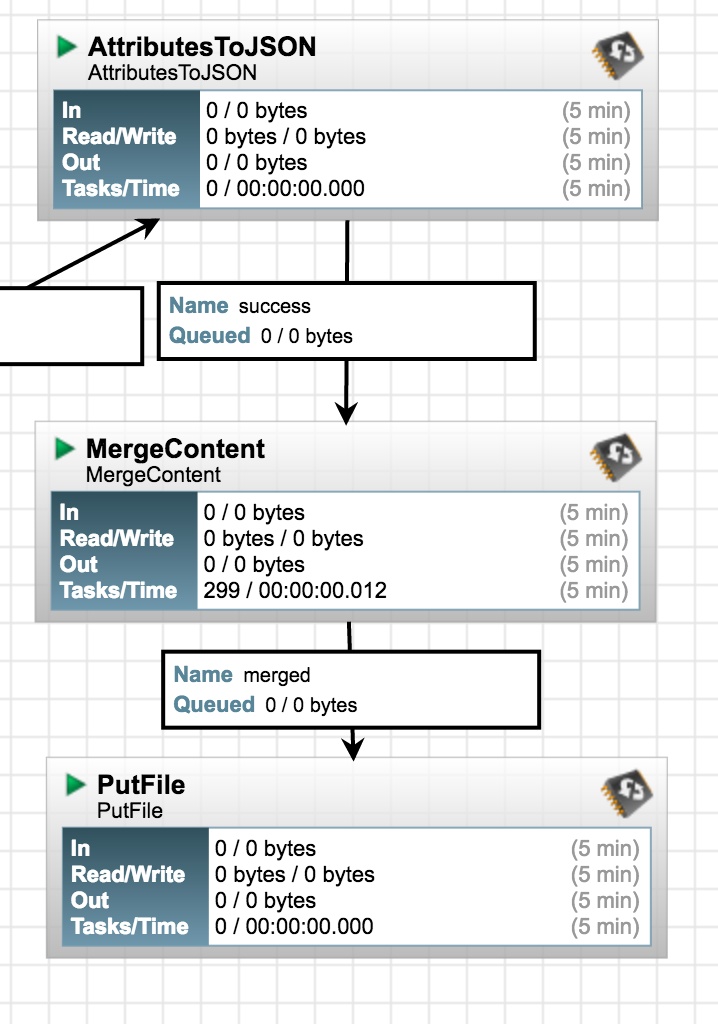 AttributesToJSON
AttributesToJSON
In 0 / 0 bytes (5 min)
Read/Write 0 bytes / 0 bytes (5 min)
Out 0 / 0 bytes (5 min)
Tasks/Time 0 / 00:00:00.000 (5 min)
Name success
Queued 0 / 0 bytes
MergeContent
MergeContent
In 0 / 0 bytes (5 min)
Read/Write 0 bytes / 0 bytes (5 min)
Out 0 / 0 bytes (5 min)
Tasks/Time 299 / 00:00:00.012 (5 min)
Name merged
Queued 0 / 0 bytes
PutFile
PutFile
In 0 / 0 bytes (5 min)
Read/Write 0 bytes / 0 bytes (5 min)
Out 0 / 0 bytes (5 min)
Tasks/Time 0 / 00:00:00.000 (5 min)